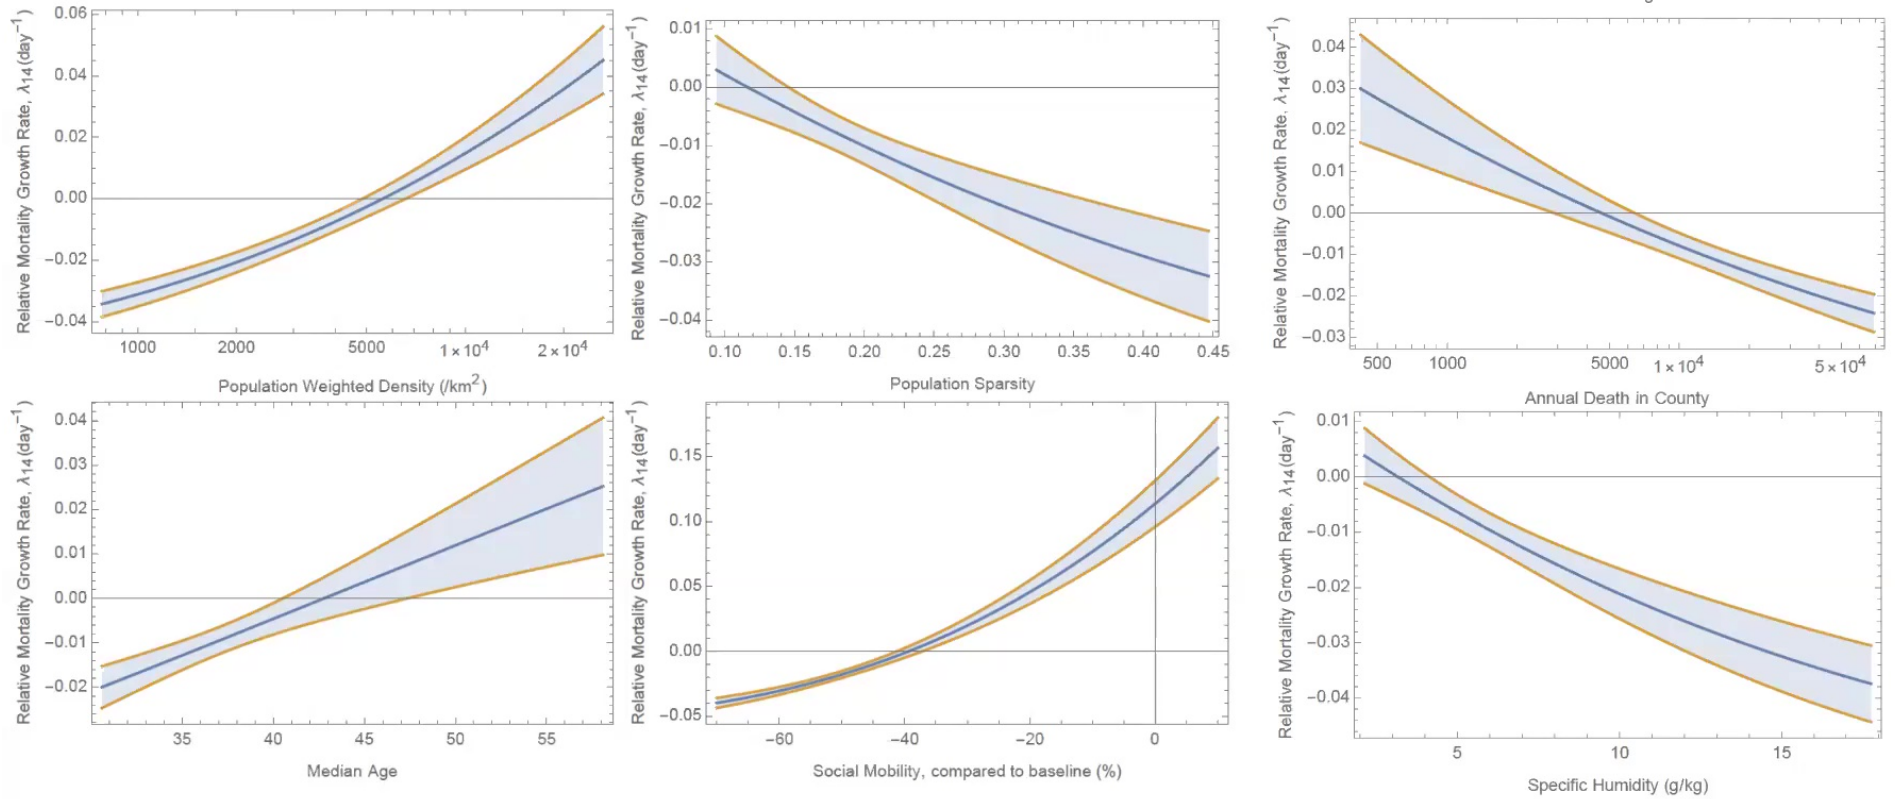 Relative Mortality Growth Rate, λ14(day−1)
0.06
0.04
0.02
0.00
−0.02
−0.04
1000 2000 5000 1×10^4 2×10^4
Population Weighted Density (/km2)
Relative Mortality Growth Rate, λ14(day−1)
0.01
0.00
−0.01
−0.02
−0.03
−0.04
0.10 0.15 0.20 0.25 0.30 0.35 0.40 0.45
Population Sparsity
Relative Mortality Growth Rate, λ14(day−1)
0.04
0.03
0.02
0.01
0.00
−0.01
−0.02
−0.03
500 1000 5000 1×10^4 5×10^4
Annual Death in County
Relative Mortality Growth Rate, λ14(day−1)
0.04
0.03
0.02
0.01
0.00
−0.01
−0.02
35 40 45 50 55
Median Age
Relative Mortality Growth Rate, λ14(day−1)
0.15
0.10
0.05
0.00
−0.05
−60 −40 −20 0
Social Mobility, compared to baseline (%)
Relative Mortality Growth Rate, λ14(day−1)
0.01
0.00
−0.01
−0.02
−0.03
−0.04
5 10 15
Specific Humidity (g/kg)